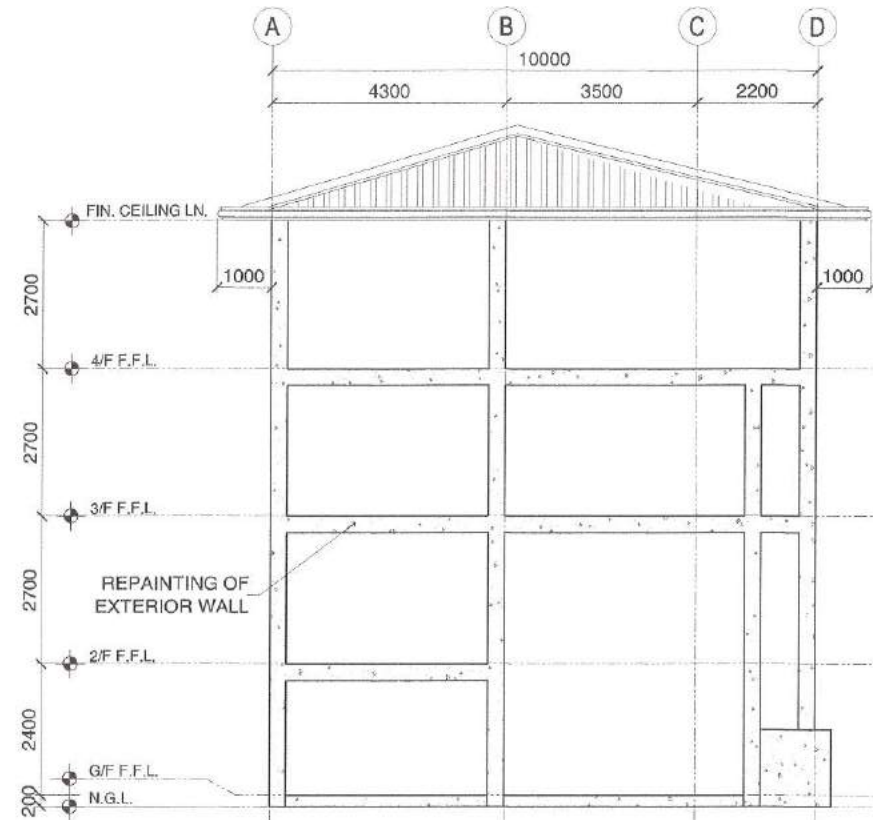 A B C D
10000
4300 3500 2200
FIN. CEILING LN.
1000 1000
2700
4/F F.F.L.
2700
3/F F.F.L.
REPAINTING OF
EXTERIOR WALL
2700
2/F F.F.L.
2400
G/F F.F.L.
200
N.G.L.